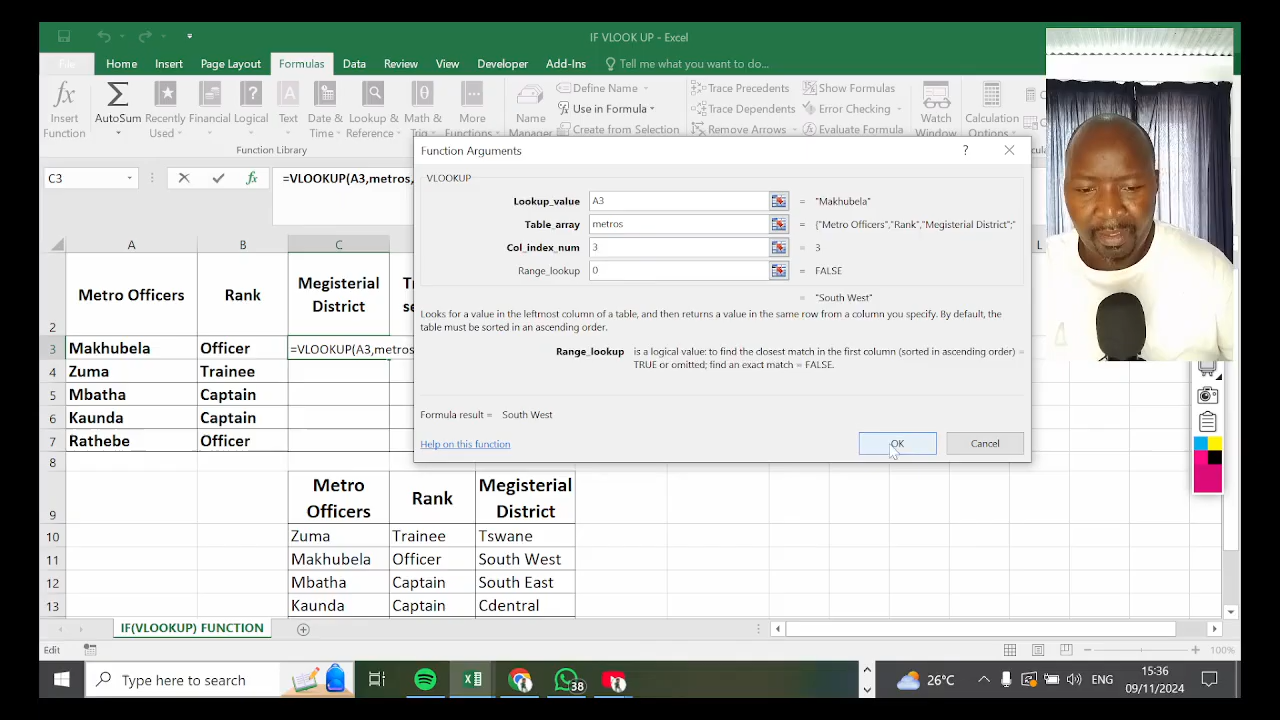 IF VLOOK UP - Excel
File Home Insert Page Layout Formulas Data Review View Developer Add-Ins Tell me what you want to do...
Insert Function
AutoSum
Recently Used
Financial
Logical
Text
Date & Time
Lookup & Reference
Math & Trig
More Functions
Name Manager
Define Name
Use in Formula
Create from Selection
Trace Precedents
Trace Dependents
Remove Arrows
Show Formulas
Error Checking
Evaluate Formula
Watch Window
Calculation Options
Function Library
C3 =VLOOKUP(A3,metros,
Function Arguments ?
VLOOKUP
Lookup_value A3 = "Makhubela"
Table_array metros = {"Metro Officers","Rank","Megisterial District";"
Col_index_num 3 = 3
Range_lookup 0 = FALSE
= "South West"
Looks for a value in the leftmost column of a table, and then returns a value in the same row from a column you specify. By default, the
table must be sorted in an ascending order.
Range_lookup is a logical value: to find the closest match in the first column (sorted in ascending order) =
TRUE or omitted; find an exact match = FALSE.
Formula result = South West
Help on this function OK Cancel
A B C L
2 Metro Officers Rank Megisterial District
3 Makhubela Officer =VLOOKUP(A3,metros
4 Zuma Trainee
5 Mbatha Captain
6 Kaunda Captain
7 Rathebe Officer
8
9 Metro Officers Rank Megisterial District
10 Zuma Trainee Tswane
11 Makhubela Officer South West
12 Mbatha Captain South East
13 Kaunda Captain Cdentral
IF(VLOOKUP) FUNCTION
Edit 100%
Type here to search 38 26°C ENG 15:36
09/11/2024